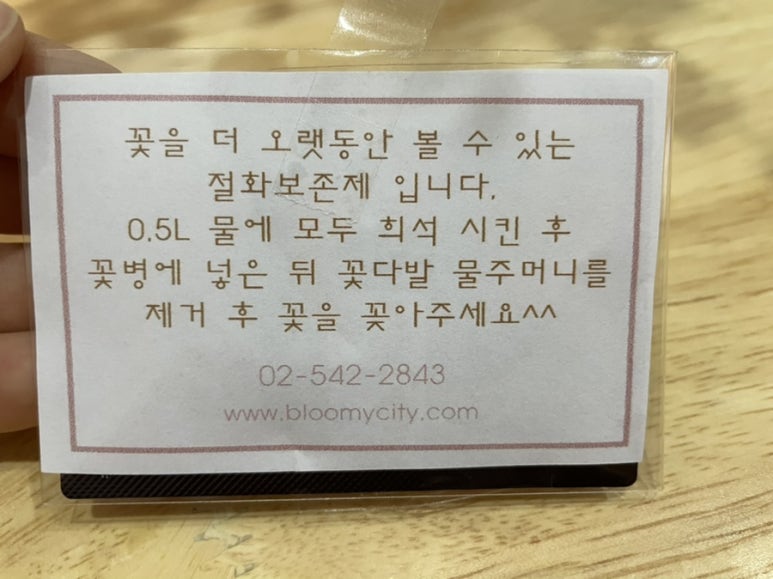 꽃을 더 오랫동안 볼 수 있는
절화보존제 입니다.
0.5L 물에 모두 희석 시킨 후
꽃병에 넣은 뒤 꽃다발 물주머니를
제거 후 꽃을 꽂아주세요^^
02-542-2843
www.bloomycity.com